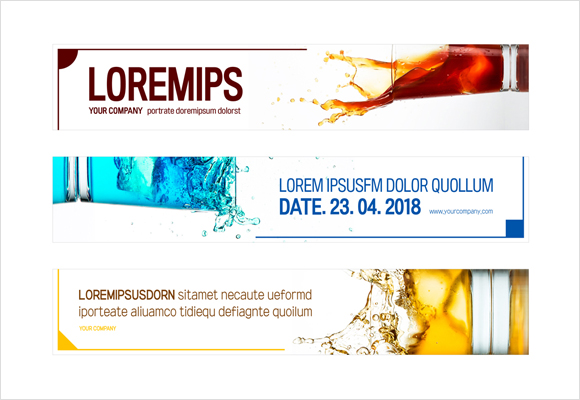 LOREMIPS
YOUR COMPANY portrate doremipsum dolorst
LOREM IPSUSFM DOLOR QUOLLUM
DATE. 23. 04. 2018 www.yourcompany.com
LOREMIPSUSDORN sitamet necaute ueformd
iporteate aliuamco tidiequ defiagnte quoilum
YOUR COMPANY